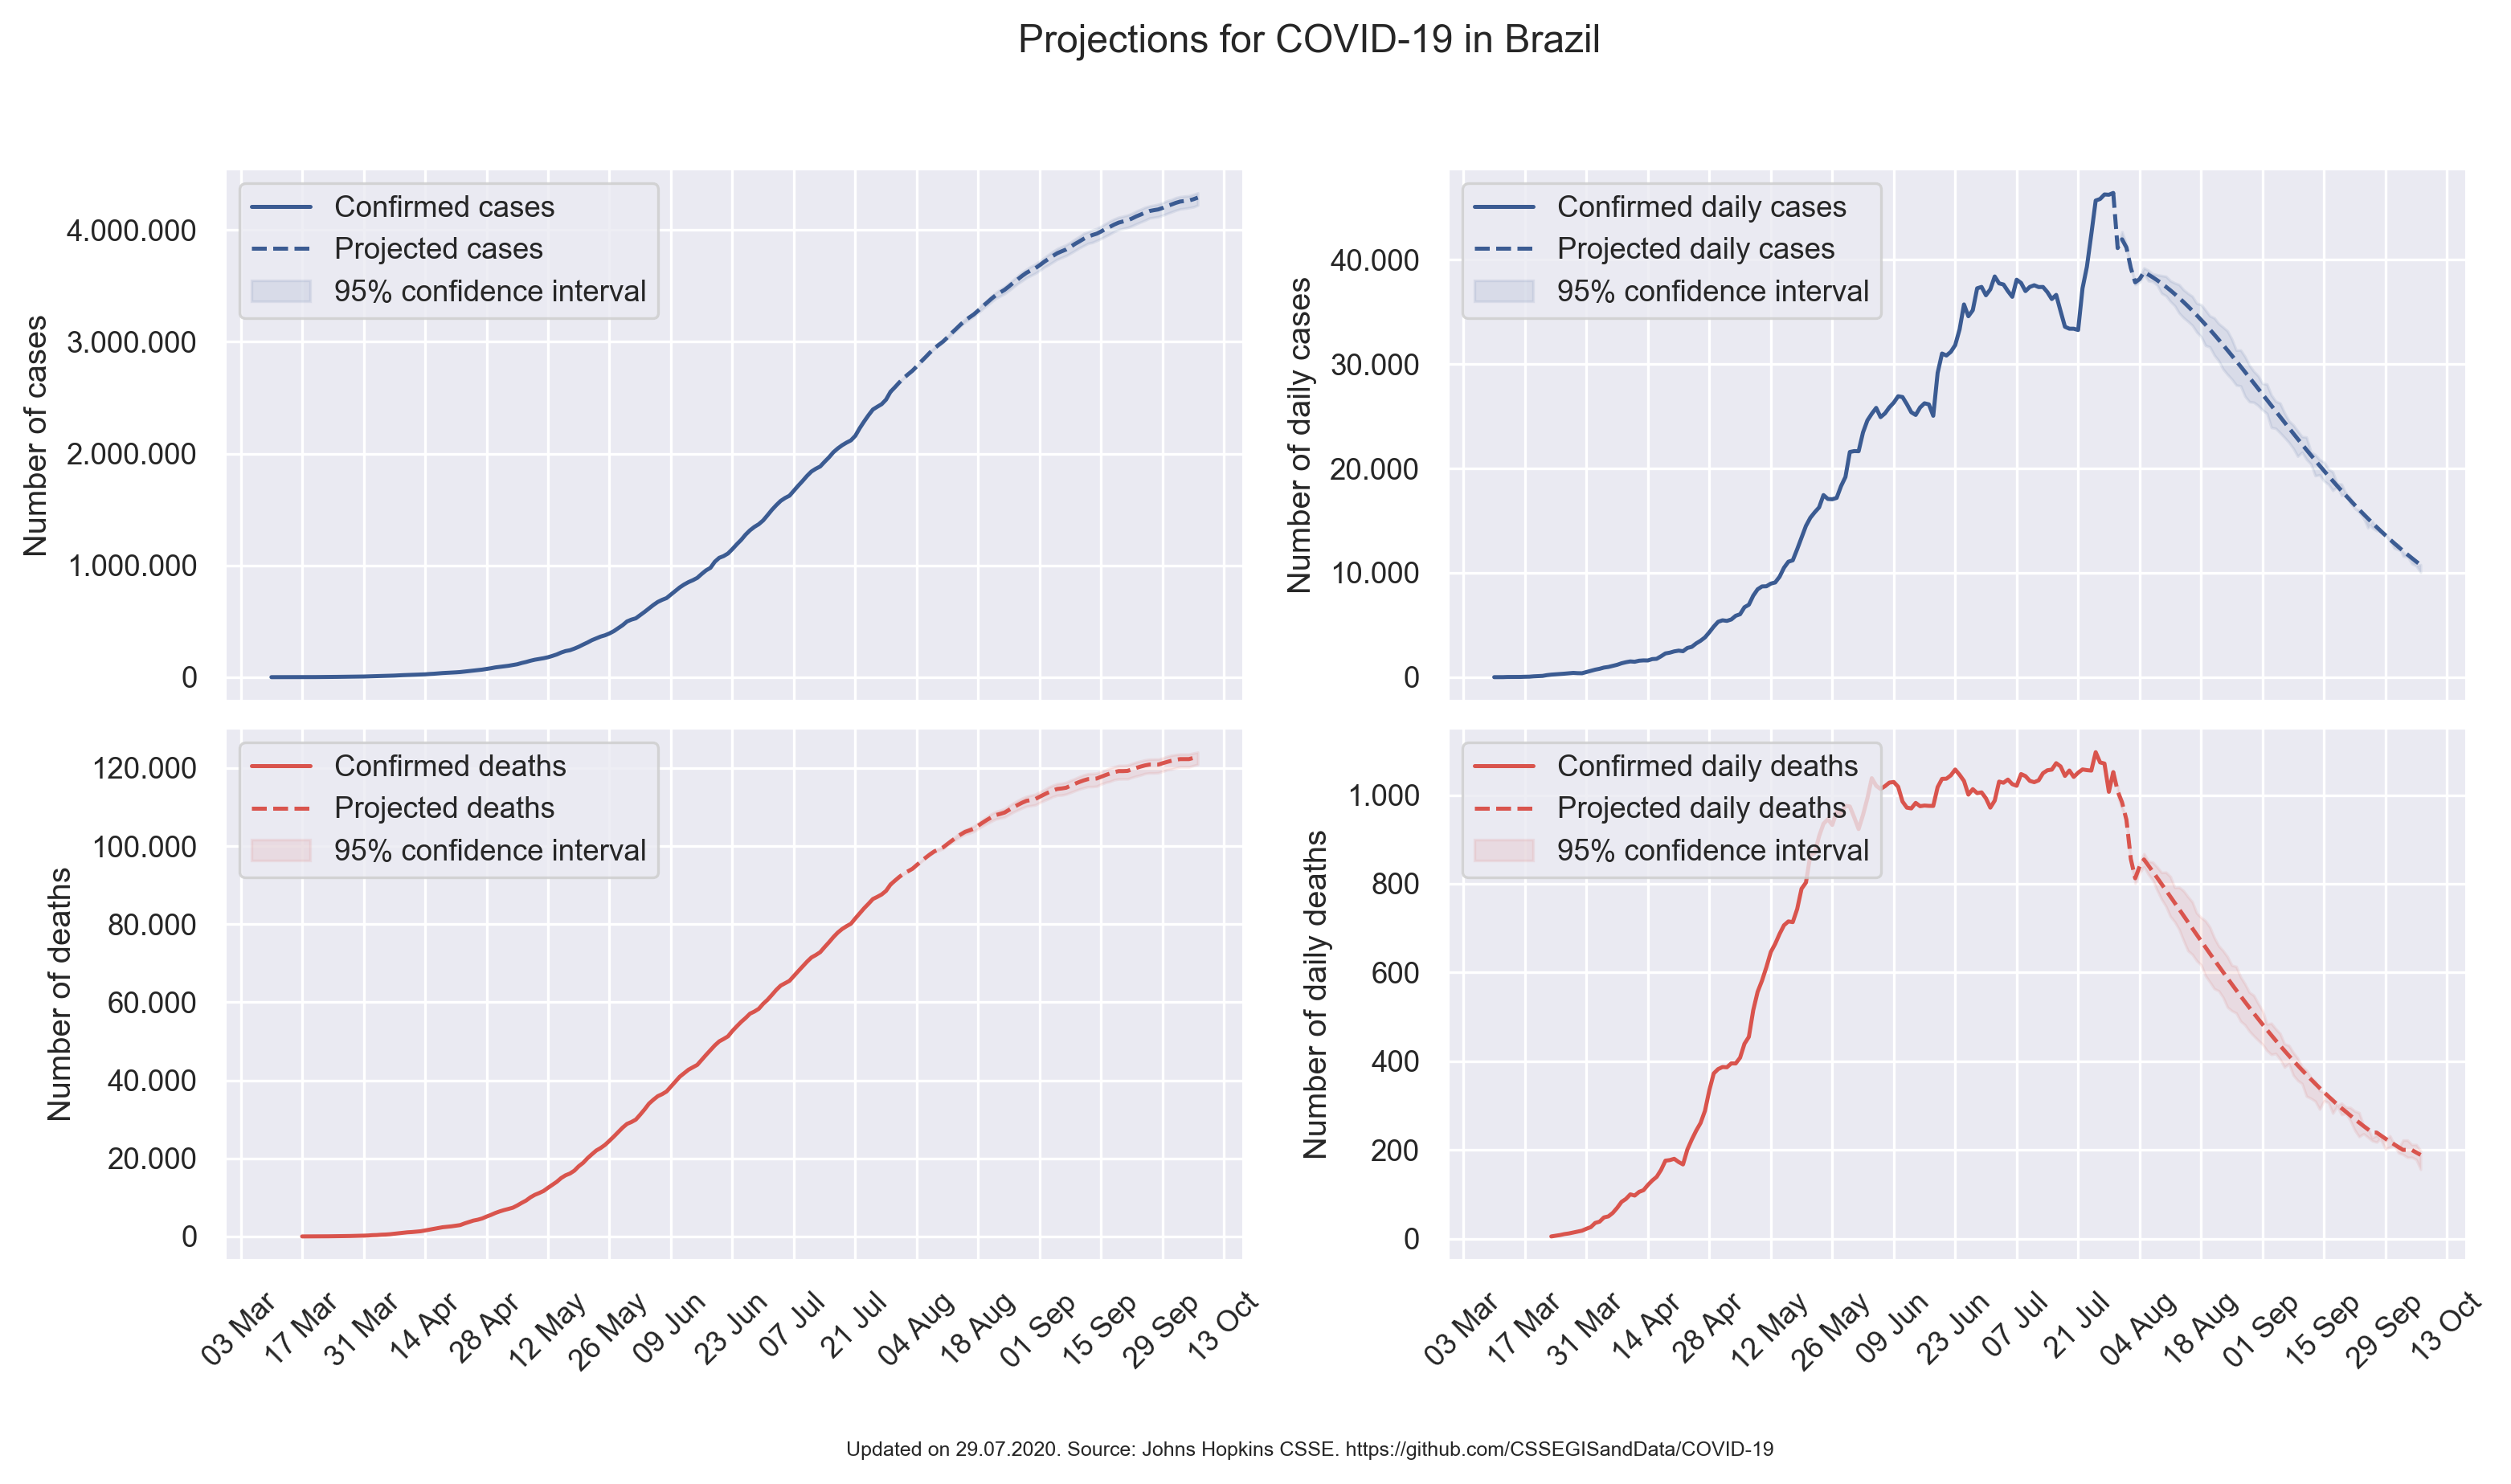 Projections for COVID-19 in Brazil
Number of cases
4.000.000
3.000.000
2.000.000
1.000.000
0
Confirmed cases
Projected cases
95% confidence interval
Number of daily cases
40.000
30.000
20.000
10.000
0
Confirmed daily cases
Projected daily cases
95% confidence interval
Number of deaths
120.000
100.000
80.000
60.000
40.000
20.000
0
Confirmed deaths
Projected deaths
95% confidence interval
03 Mar 17 Mar 31 Mar 14 Apr 28 Apr 12 May 26 May 09 Jun 23 Jun 07 Jul 21 Jul 04 Aug 18 Aug 01 Sep 15 Sep 29 Sep 13 Oct
Number of daily deaths
1.000
800
600
400
200
0
Confirmed daily deaths
Projected daily deaths
95% confidence interval
03 Mar 17 Mar 31 Mar 14 Apr 28 Apr 12 May 26 May 09 Jun 23 Jun 07 Jul 21 Jul 04 Aug 18 Aug 01 Sep 15 Sep 29 Sep 13 Oct
Updated on 29.07.2020. Source: Johns Hopkins CSSE. https://github.com/CSSEGISandData/COVID-19